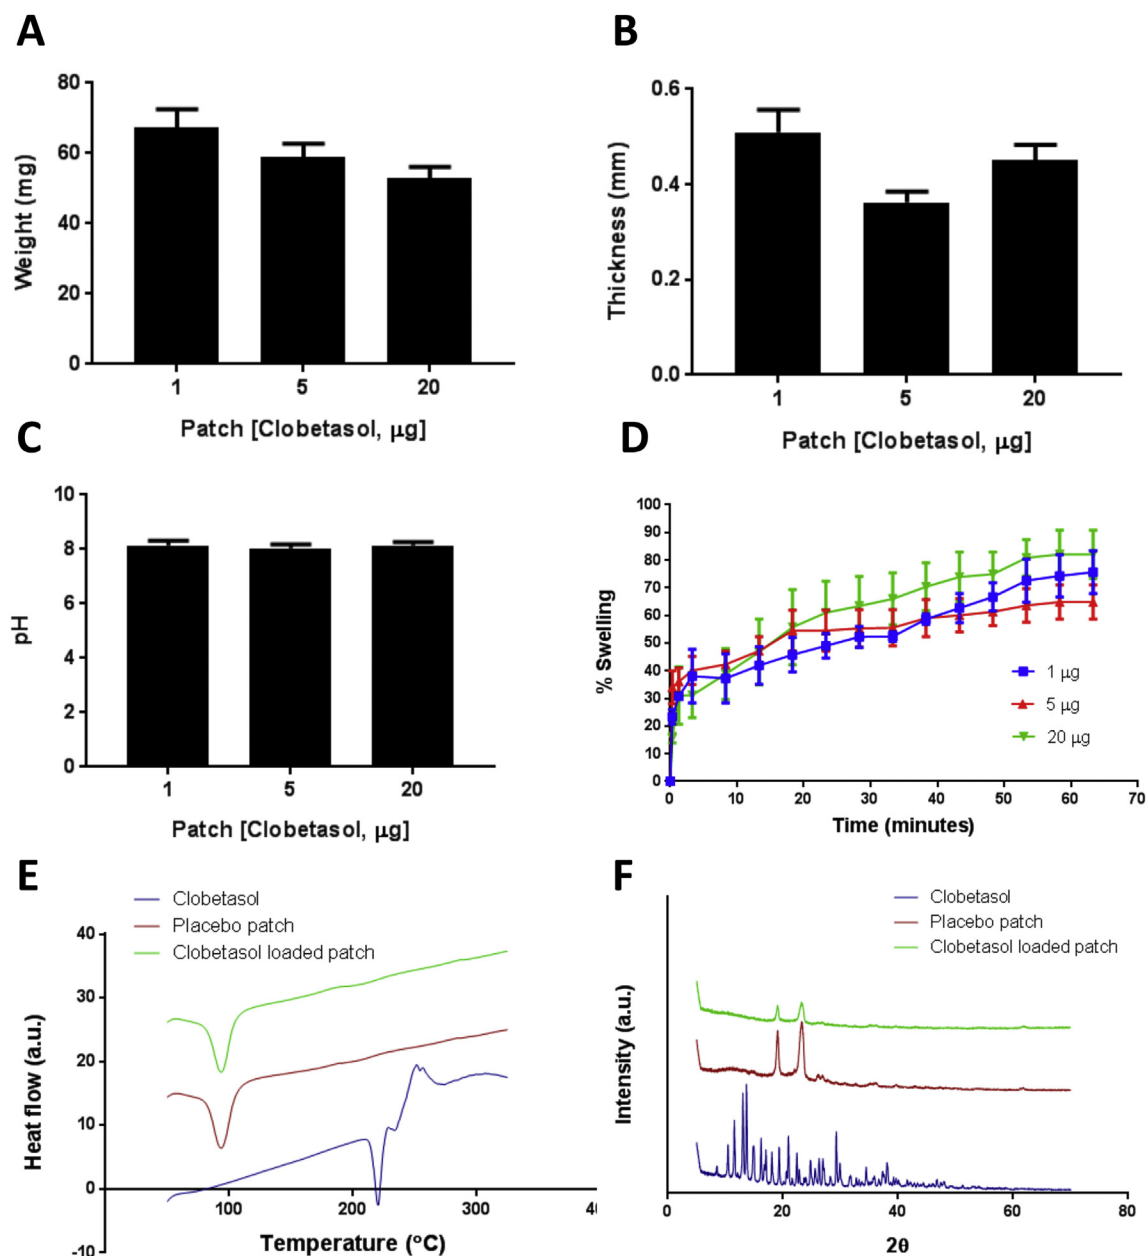 A
80
60
40
20
0
Weight (mg)
1 5 20
Patch [Clobetasol, μg]
B
0.6
0.4
0.2
0.0
Thickness (mm)
1 5 20
Patch [Clobetasol, μg]
C
10
8
6
4
2
0
pH
1 5 20
Patch [Clobetasol, μg]
D
100
90
80
70
60
50
40
30
20
10
0
% Swelling
1 μg
5 μg
20 μg
0 10 20 30 40 50 60 70
Time (minutes)
E
Clobetasol
Placebo patch
Clobetasol loaded patch
40
30
20
10
0
-10
Heat flow (a.u.)
100 200 300
Temperature (°C)
F
Clobetasol
Placebo patch
Clobetasol loaded patch
Intensity (a.u.)
0 20 40 60 80
2θ